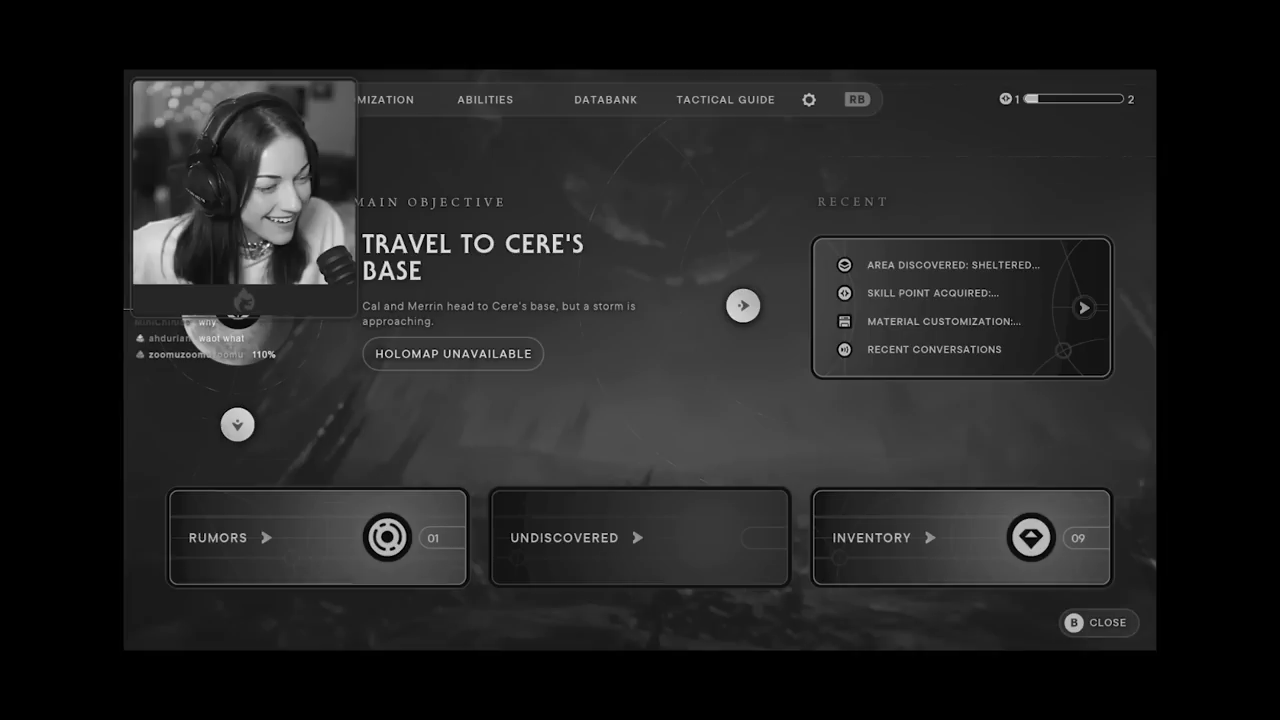 MIZATION
ABILITIES
DATABANK
TACTICAL GUIDE
RB
1
2
MAIN OBJECTIVE
TRAVEL TO CERE'S
BASE
Cal and Merrin head to Cere's base, but a storm is
approaching.
HOLOMAP UNAVAILABLE
RECENT
AREA DISCOVERED: SHELTERED...
SKILL POINT ACQUIRED:...
MATERIAL CUSTOMIZATION:...
RECENT CONVERSATIONS
why
ahdurian waot what
110%
RUMORS
01
UNDISCOVERED
INVENTORY
09
B CLOSE